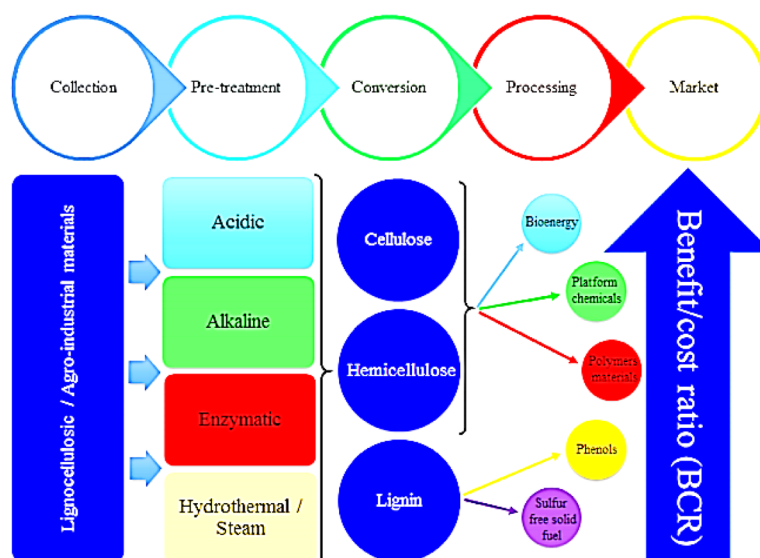 Collection
Pre-treatment
Conversion
Processing
Market
Lignocellulosic / Agro-industrial materials
Acidic
Alkaline
Enzymatic
Hydrothermal /
Steam
Cellulose
Hemicellulose
Lignin
Bioenergy
Platform
chemicals
Polymers
materials
Phenols
Sulfur
free solid
fuel
Benefit/cost ratio (BCR)